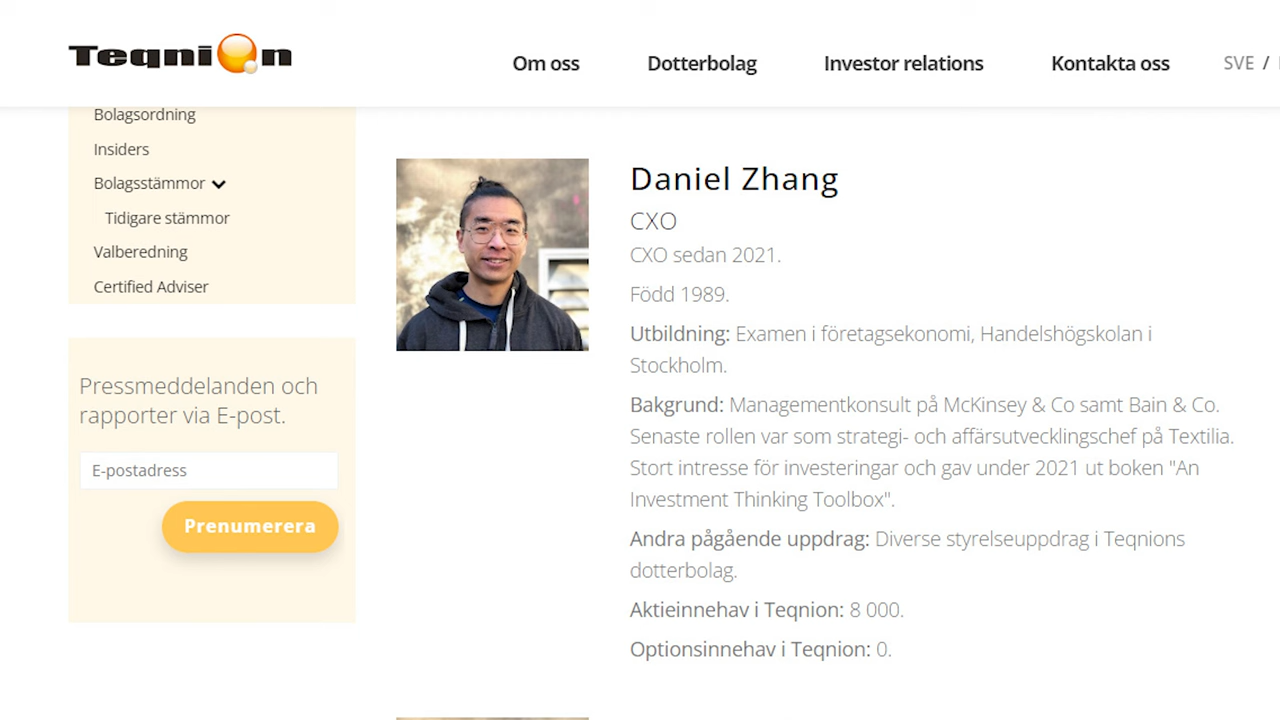 TeqniOn
Om oss
Dotterbolag
Investor relations
Kontakta oss
SVE /
Bolagsordning
Insiders
Bolagsstämmor
Tidigare stämmor
Valberedning
Certified Adviser
Pressmeddelanden och
rapporter via E-post.
E-postadress
Prenumerera
Daniel Zhang
CXO
CXO sedan 2021.
Född 1989.
Utbildning: Examen i företagsekonomi, Handelshögskolan i
Stockholm.
Bakgrund: Managementkonsult på McKinsey & Co samt Bain & Co.
Senaste rollen var som strategi- och affärsutvecklingschef på Textilia.
Stort intresse för investeringar och gav under 2021 ut boken "An
Investment Thinking Toolbox".
Andra pågående uppdrag: Diverse styrelseuppdrag i Teqnions
dotterbolag.
Aktieinnehav i Teqnion: 8 000.
Optionsinnehav i Teqnion: 0.